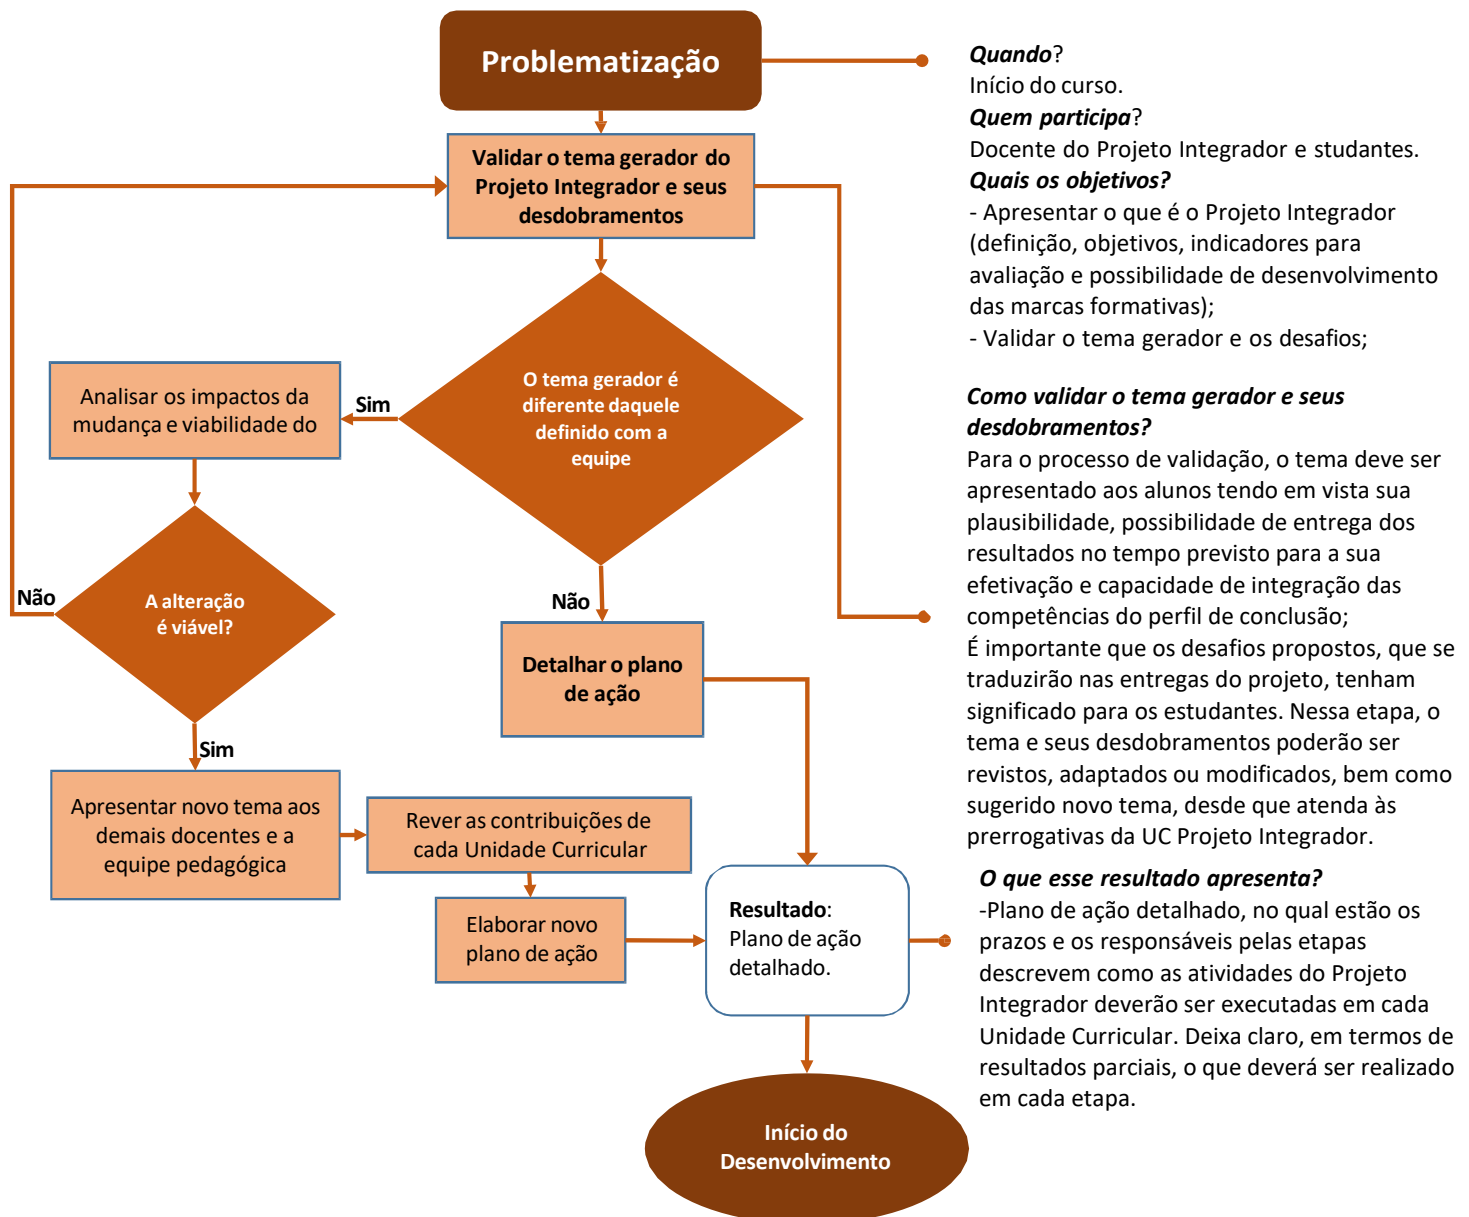 Problematização
Validar o tema gerador do
Projeto Integrador e seus
desdobramentos
O tema gerador é
diferente daquele
definido com a
equipe
Sim
Analisar os impactos da
mudança e viabilidade do
Não
A alteração
é viável?
Não
Detalhar o plano
de ação
Sim
Apresentar novo tema aos
demais docentes e a
equipe pedagógica
Rever as contribuições de
cada Unidade Curricular
Elaborar novo
plano de ação
Resultado:
Plano de ação
detalhado.
Início do
Desenvolvimento
Quando?
Início do curso.
Quem participa?
Docente do Projeto Integrador e studantes.
Quais os objetivos?
- Apresentar o que é o Projeto Integrador
(definição, objetivos, indicadores para
avaliação e possibilidade de desenvolvimento
das marcas formativas);
- Validar o tema gerador e os desafios;
Como validar o tema gerador e seus
desdobramentos?
Para o processo de validação, o tema deve ser
apresentado aos alunos tendo em vista sua
plausibilidade, possibilidade de entrega dos
resultados no tempo previsto para a sua
efetivação e capacidade de integração das
competências do perfil de conclusão;
É importante que os desafios propostos, que se
traduzirão nas entregas do projeto, tenham
significado para os estudantes. Nessa etapa, o
tema e seus desdobramentos poderão ser
revistos, adaptados ou modificados, bem como
sugerido novo tema, desde que atenda às
prerrogativas da UC Projeto Integrador.
O que esse resultado apresenta?
-Plano de ação detalhado, no qual estão os
prazos e os responsáveis pelas etapas
descrevem como as atividades do Projeto
Integrador deverão ser executadas em cada
Unidade Curricular. Deixa claro, em termos de
resultados parciais, o que deverá ser realizado
em cada etapa.